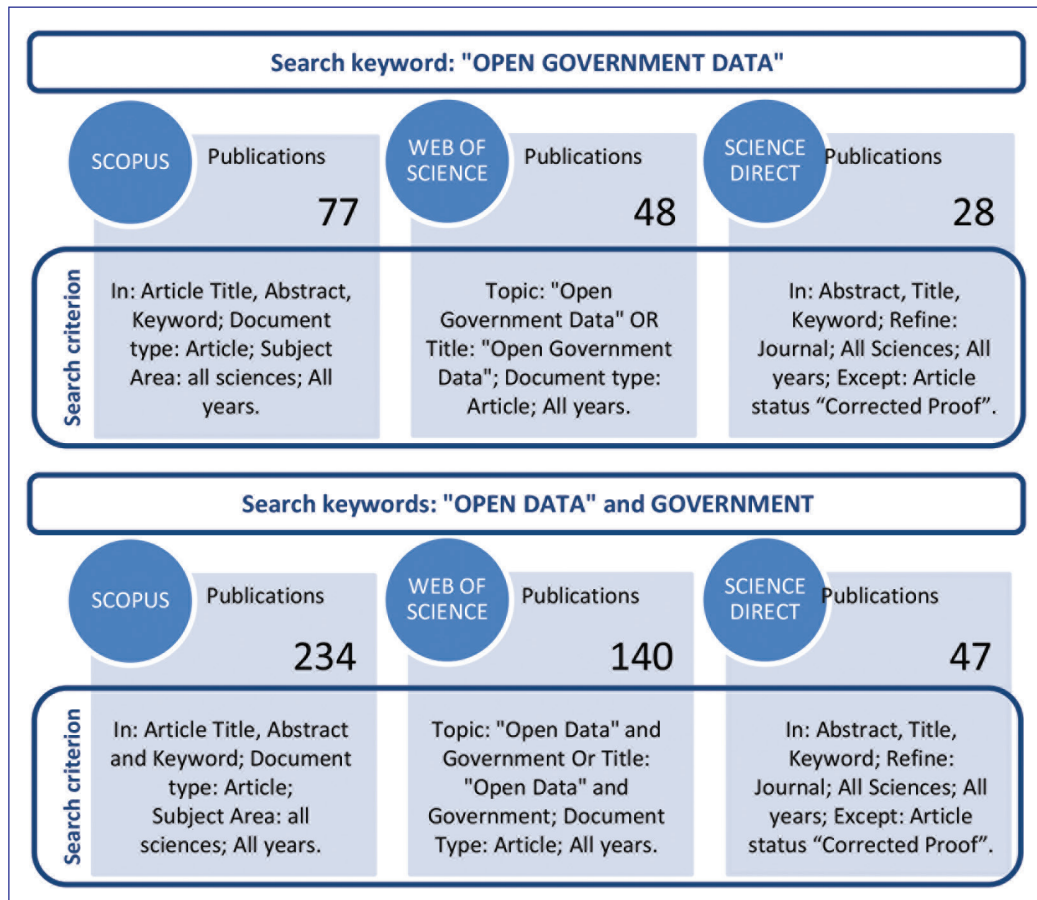 Search keyword: "OPEN GOVERNMENT DATA"
SCOPUS
Publications
77
WEB OF
SCIENCE
Publications
48
SCIENCE
DIRECT
Publications
28
Search criterion
In: Article Title, Abstract,
Keyword; Document
type: Article; Subject
Area: all sciences; All
years.
Topic: "Open
Government Data" OR
Title: "Open Government
Data"; Document type:
Article; All years.
In: Abstract, Title,
Keyword; Refine:
Journal; All Sciences; All
years; Except: Article
status “Corrected Proof”.
Search keywords: "OPEN DATA" and GOVERNMENT
SCOPUS
Publications
234
WEB OF
SCIENCE
Publications
140
SCIENCE
DIRECT
Publications
47
Search criterion
In: Article Title, Abstract
and Keyword; Document
type: Article;
Subject Area: all
sciences; All years.
Topic: "Open Data" and
Government Or Title:
"Open Data" and
Government; Document
Type: Article; All years.
In: Abstract, Title,
Keyword; Refine:
Journal; All Sciences; All
years; Except: Article
status “Corrected Proof”.